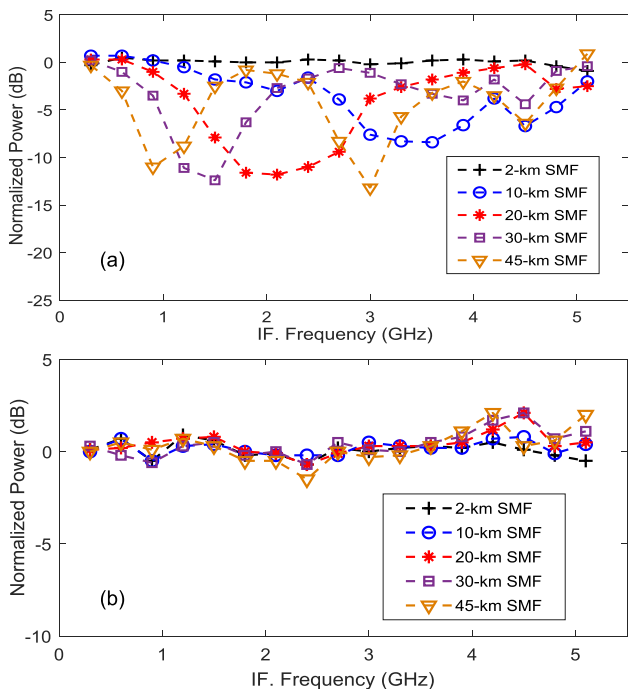 5
0
-5
-10
-15
-20
-25
Normalized Power (dB)
(a)
2-km SMF
10-km SMF
20-km SMF
30-km SMF
45-km SMF
0 1 2 3 4 5
IF. Frequency (GHz)
5
0
-5
-10
Normalized Power (dB)
(b)
2-km SMF
10-km SMF
20-km SMF
30-km SMF
45-km SMF
0 1 2 3 4 5
IF. Frequency (GHz)